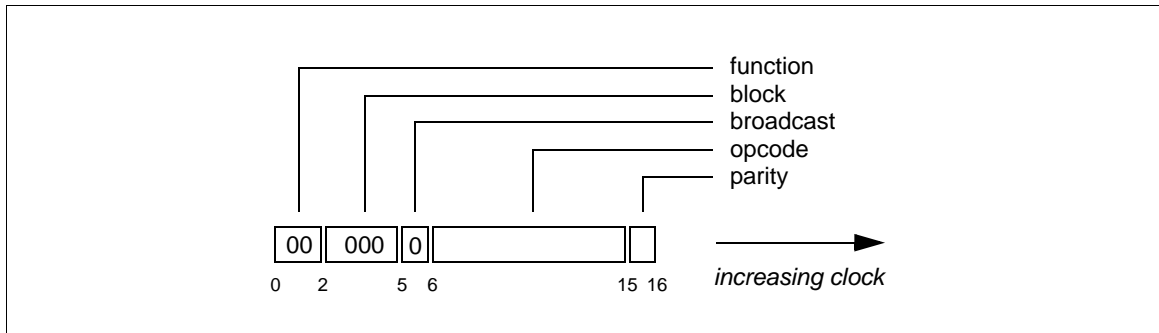 function
block
broadcast
opcode
parity
00 000 0
0 2 5 6 15 16
increasing clock